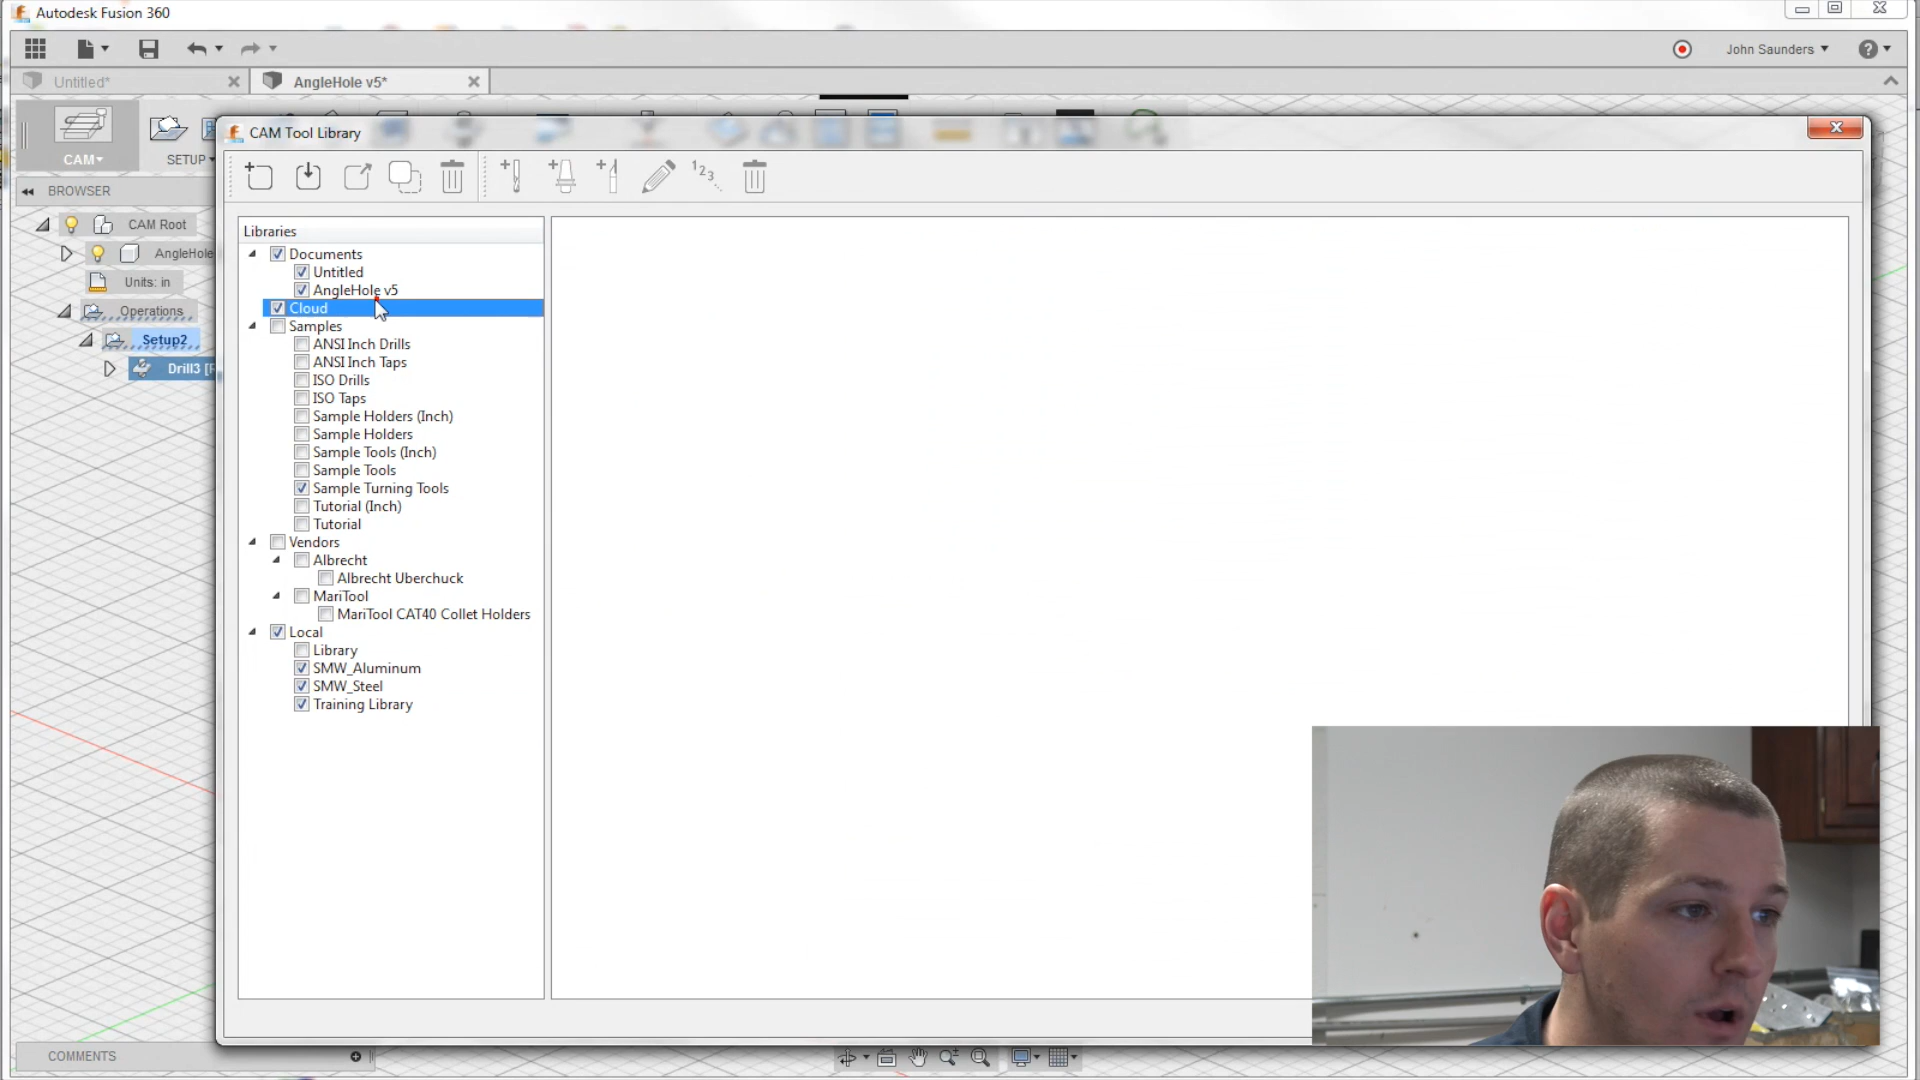 Autodesk Fusion 360
John Saunders
Untitled*
AngleHole v5*
CAM
SETUP
CAM Tool Library
BROWSER
CAM Root
AngleHole
Units: in
Operations
Setup2
Drill3
Libraries
Documents
Untitled
AngleHole v5
Cloud
Samples
ANSI Inch Drills
ANSI Inch Taps
ISO Drills
ISO Taps
Sample Holders (Inch)
Sample Holders
Sample Tools (Inch)
Sample Tools
Sample Turning Tools
Tutorial (Inch)
Tutorial
Vendors
Albrecht
Albrecht Uberchuck
MariTool
MariTool CAT40 Collet Holders
Local
Library
SMW_Aluminum
SMW_Steel
Training Library
COMMENTS